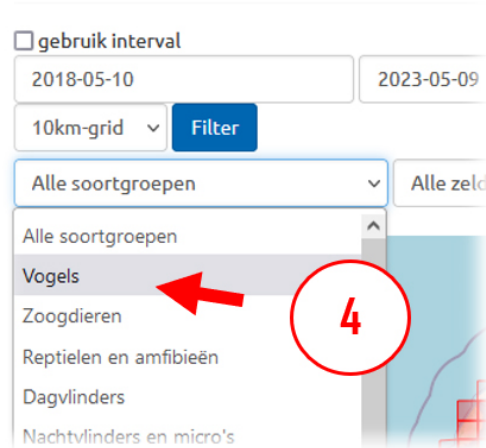 gebruik interval
2018-05-10 2023-05-09
10km-grid Filter
Alle soortgroepen Alle
Alle soortgroepen
Vogels
4
Zoogdieren
Reptielen en amfibieën
Dagvlinders
Nachtvlinders en micro's